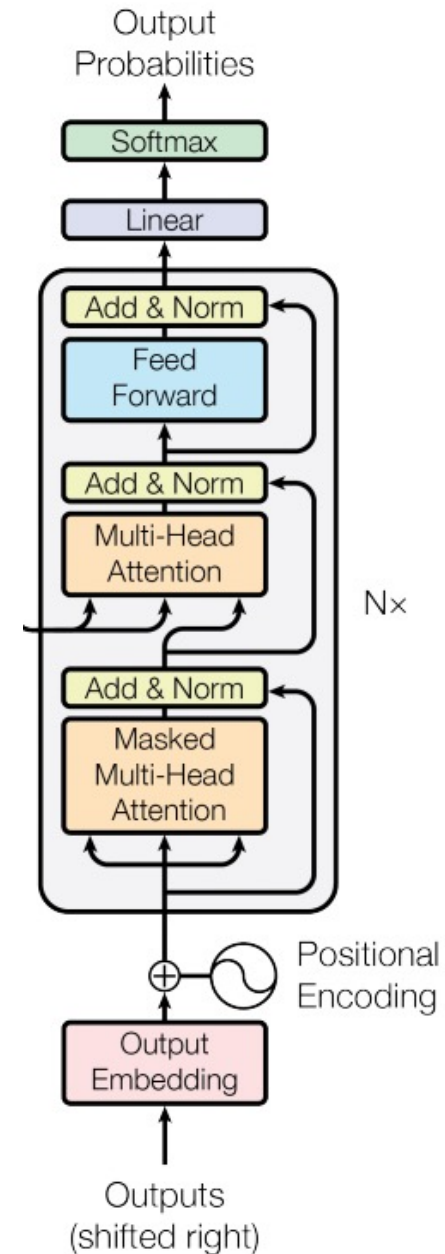 Output
Probabilities
Softmax
Linear
Add & Norm
Feed
Forward
Add & Norm
Multi-Head
Attention
N×
Add & Norm
Masked
Multi-Head
Attention
Positional
Encoding
Output
Embedding
Outputs
(shifted right)